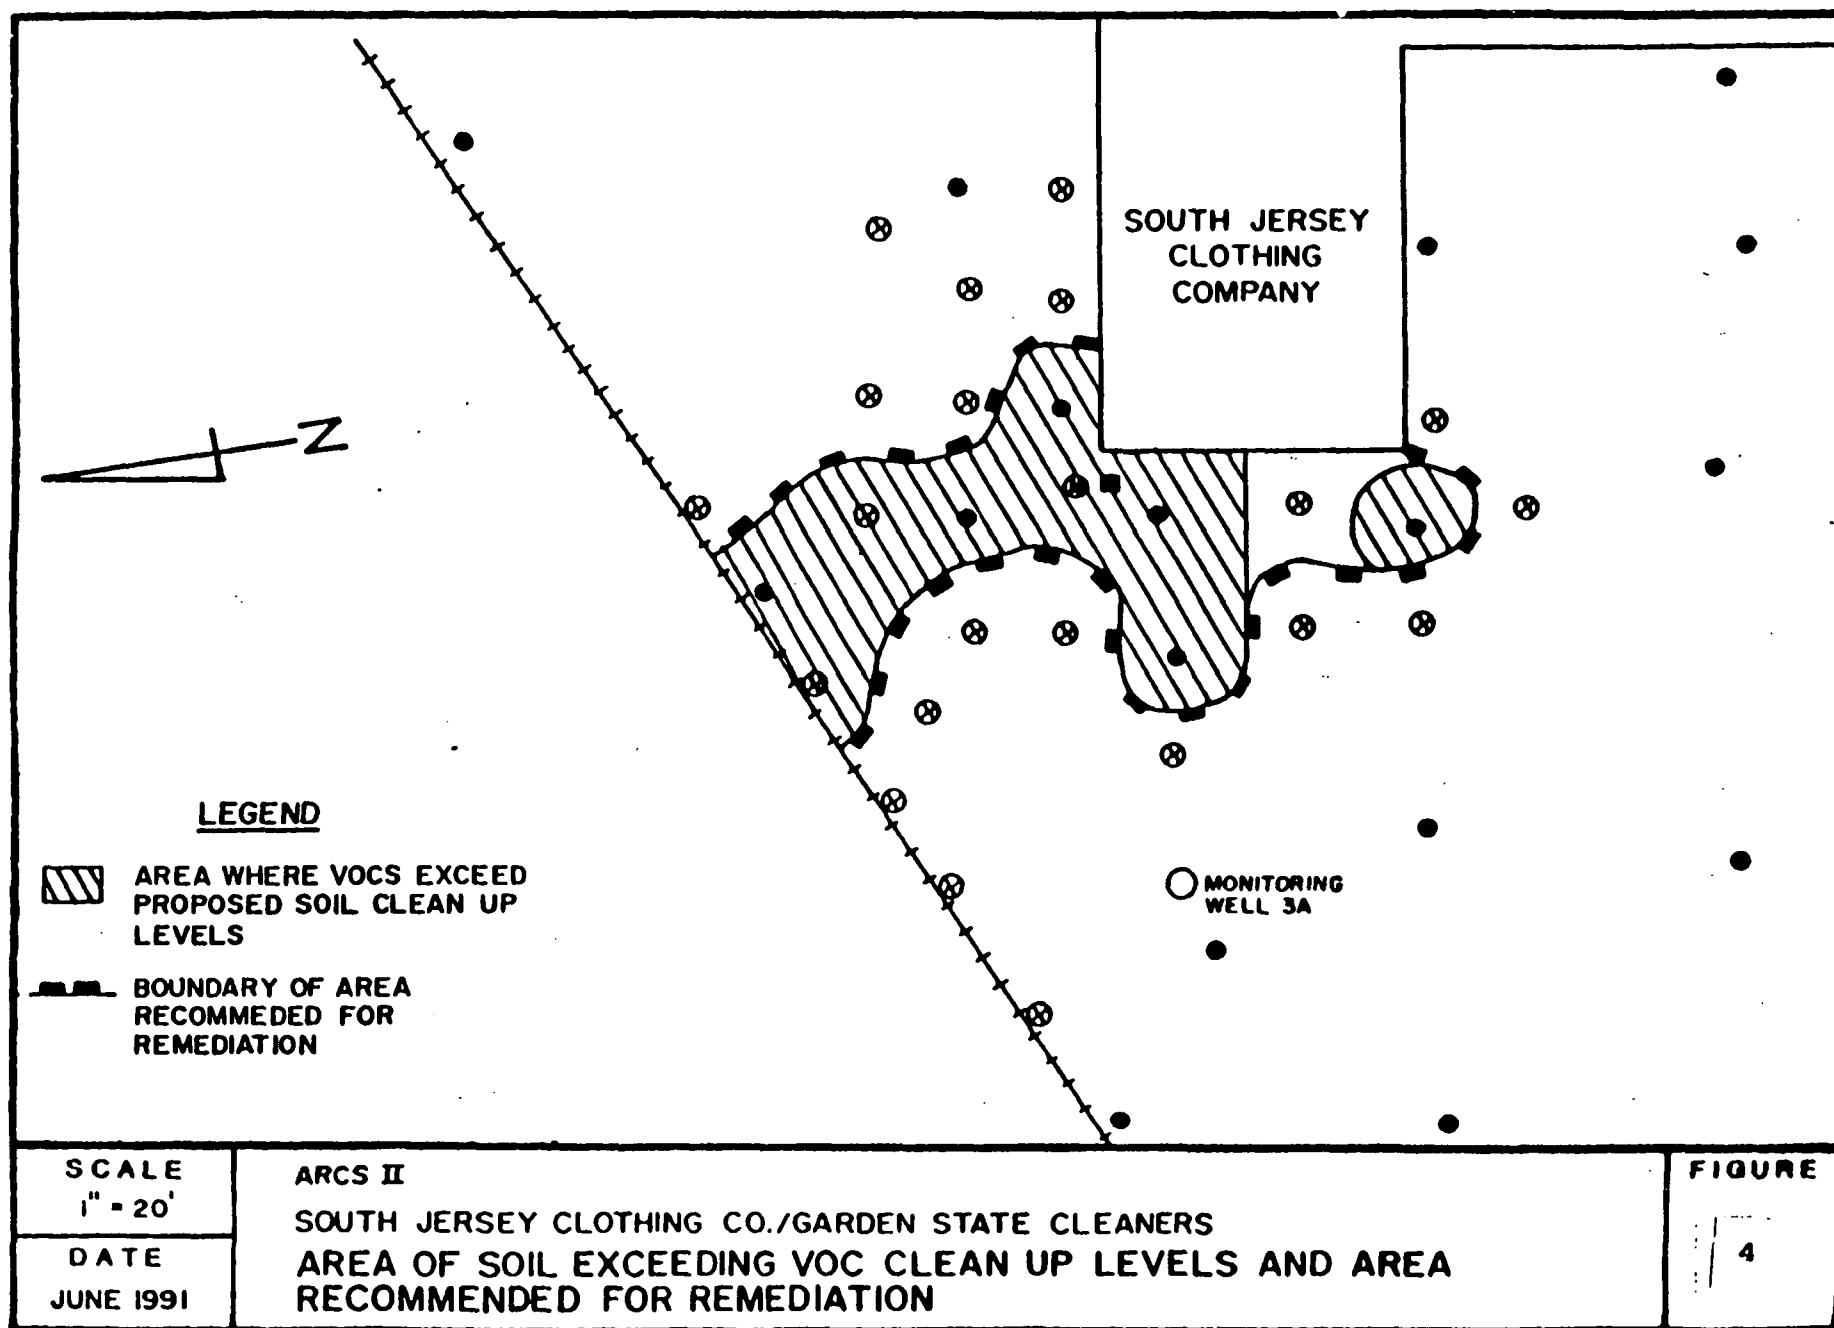 SOUTH JERSEY
CLOTHING
COMPANY
N
LEGEND
AREA WHERE VOCS EXCEED
PROPOSED SOIL CLEAN UP
LEVELS
BOUNDARY OF AREA
RECOMMEDED FOR
REMEDIATION
MONITORING
WELL 3A
SCALE
1" = 20'
DATE
JUNE 1991
ARCS II
SOUTH JERSEY CLOTHING CO./GARDEN STATE CLEANERS
AREA OF SOIL EXCEEDING VOC CLEAN UP LEVELS AND AREA
RECOMMENDED FOR REMEDIATION
FIGURE
4